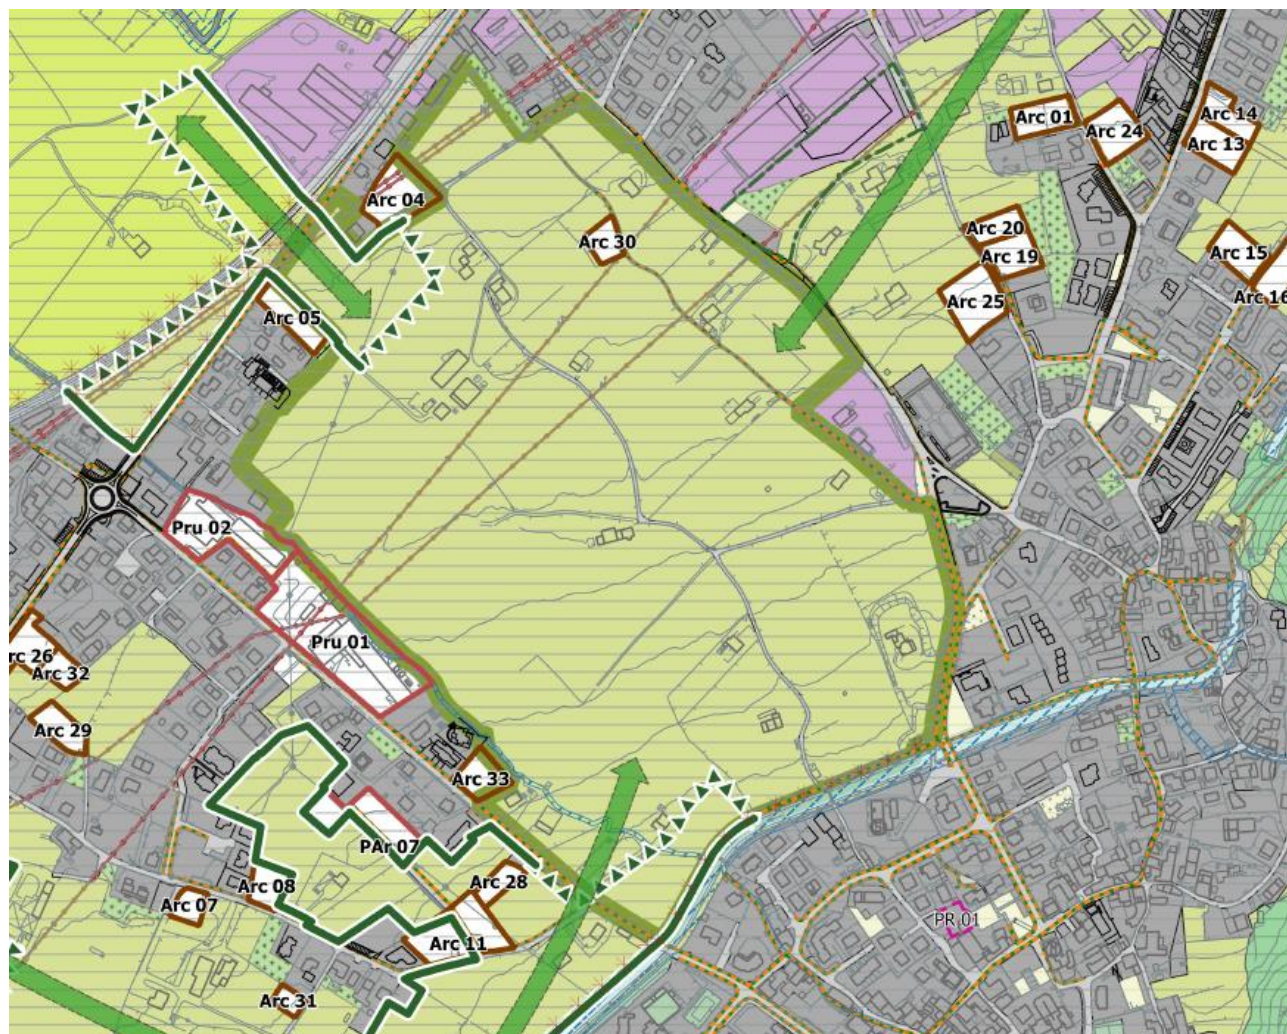 Arc 01
Arc 14
Arc 24
Arc 13
Arc 04
Arc 20
Arc 30
Arc 15
Arc 19
Arc 16
Arc 25
Arc 05
Pru 02
Pru 01
rc 26
Arc 32
Arc 29
Arc 33
PAr 07
Arc 28
Arc 08
Arc 07
PR 01
Arc 11
Arc 31